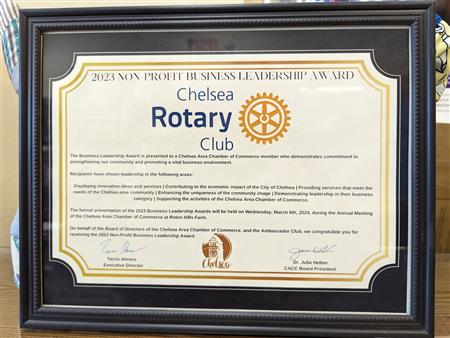 2023 NON-PROFIT BUSINESS LEADERSHIP AWARD
Chelsea
Rotary
Club
The Business Leadership Award is presented to a Chelsea Area Chamber of Commerce member who demonstrates commitment to
strengthening our community and promoting a vital business environment.
Recipients have shown leadership in the following areas:
Displaying innovative ideas and services | Contributing to the economic impact of the City of Chelsea | Providing services that meet the
needs of the Chelsea area community | Enhancing the uniqueness of the community image | Demonstrating leadership in their business
category | Supporting the activities of the Chelsea Area Chamber of Commerce.
The formal presentation of the 2023 Business Leadership Awards will be held on Wednesday, March 6th, 2024, during the Annual Meeting
of the Chelsea Area Chamber of Commerce at Robin Hills Farm.
On behalf of the Board of Directors of the Chelsea Area Chamber of Commerce, and the Ambassador Club, we congratulate you for
receiving the 2023 Non-Profit Business Leadership Award.
Terris Ahrens
Executive Director
Chelsea
Dr. Julie Helber
CACC Board President